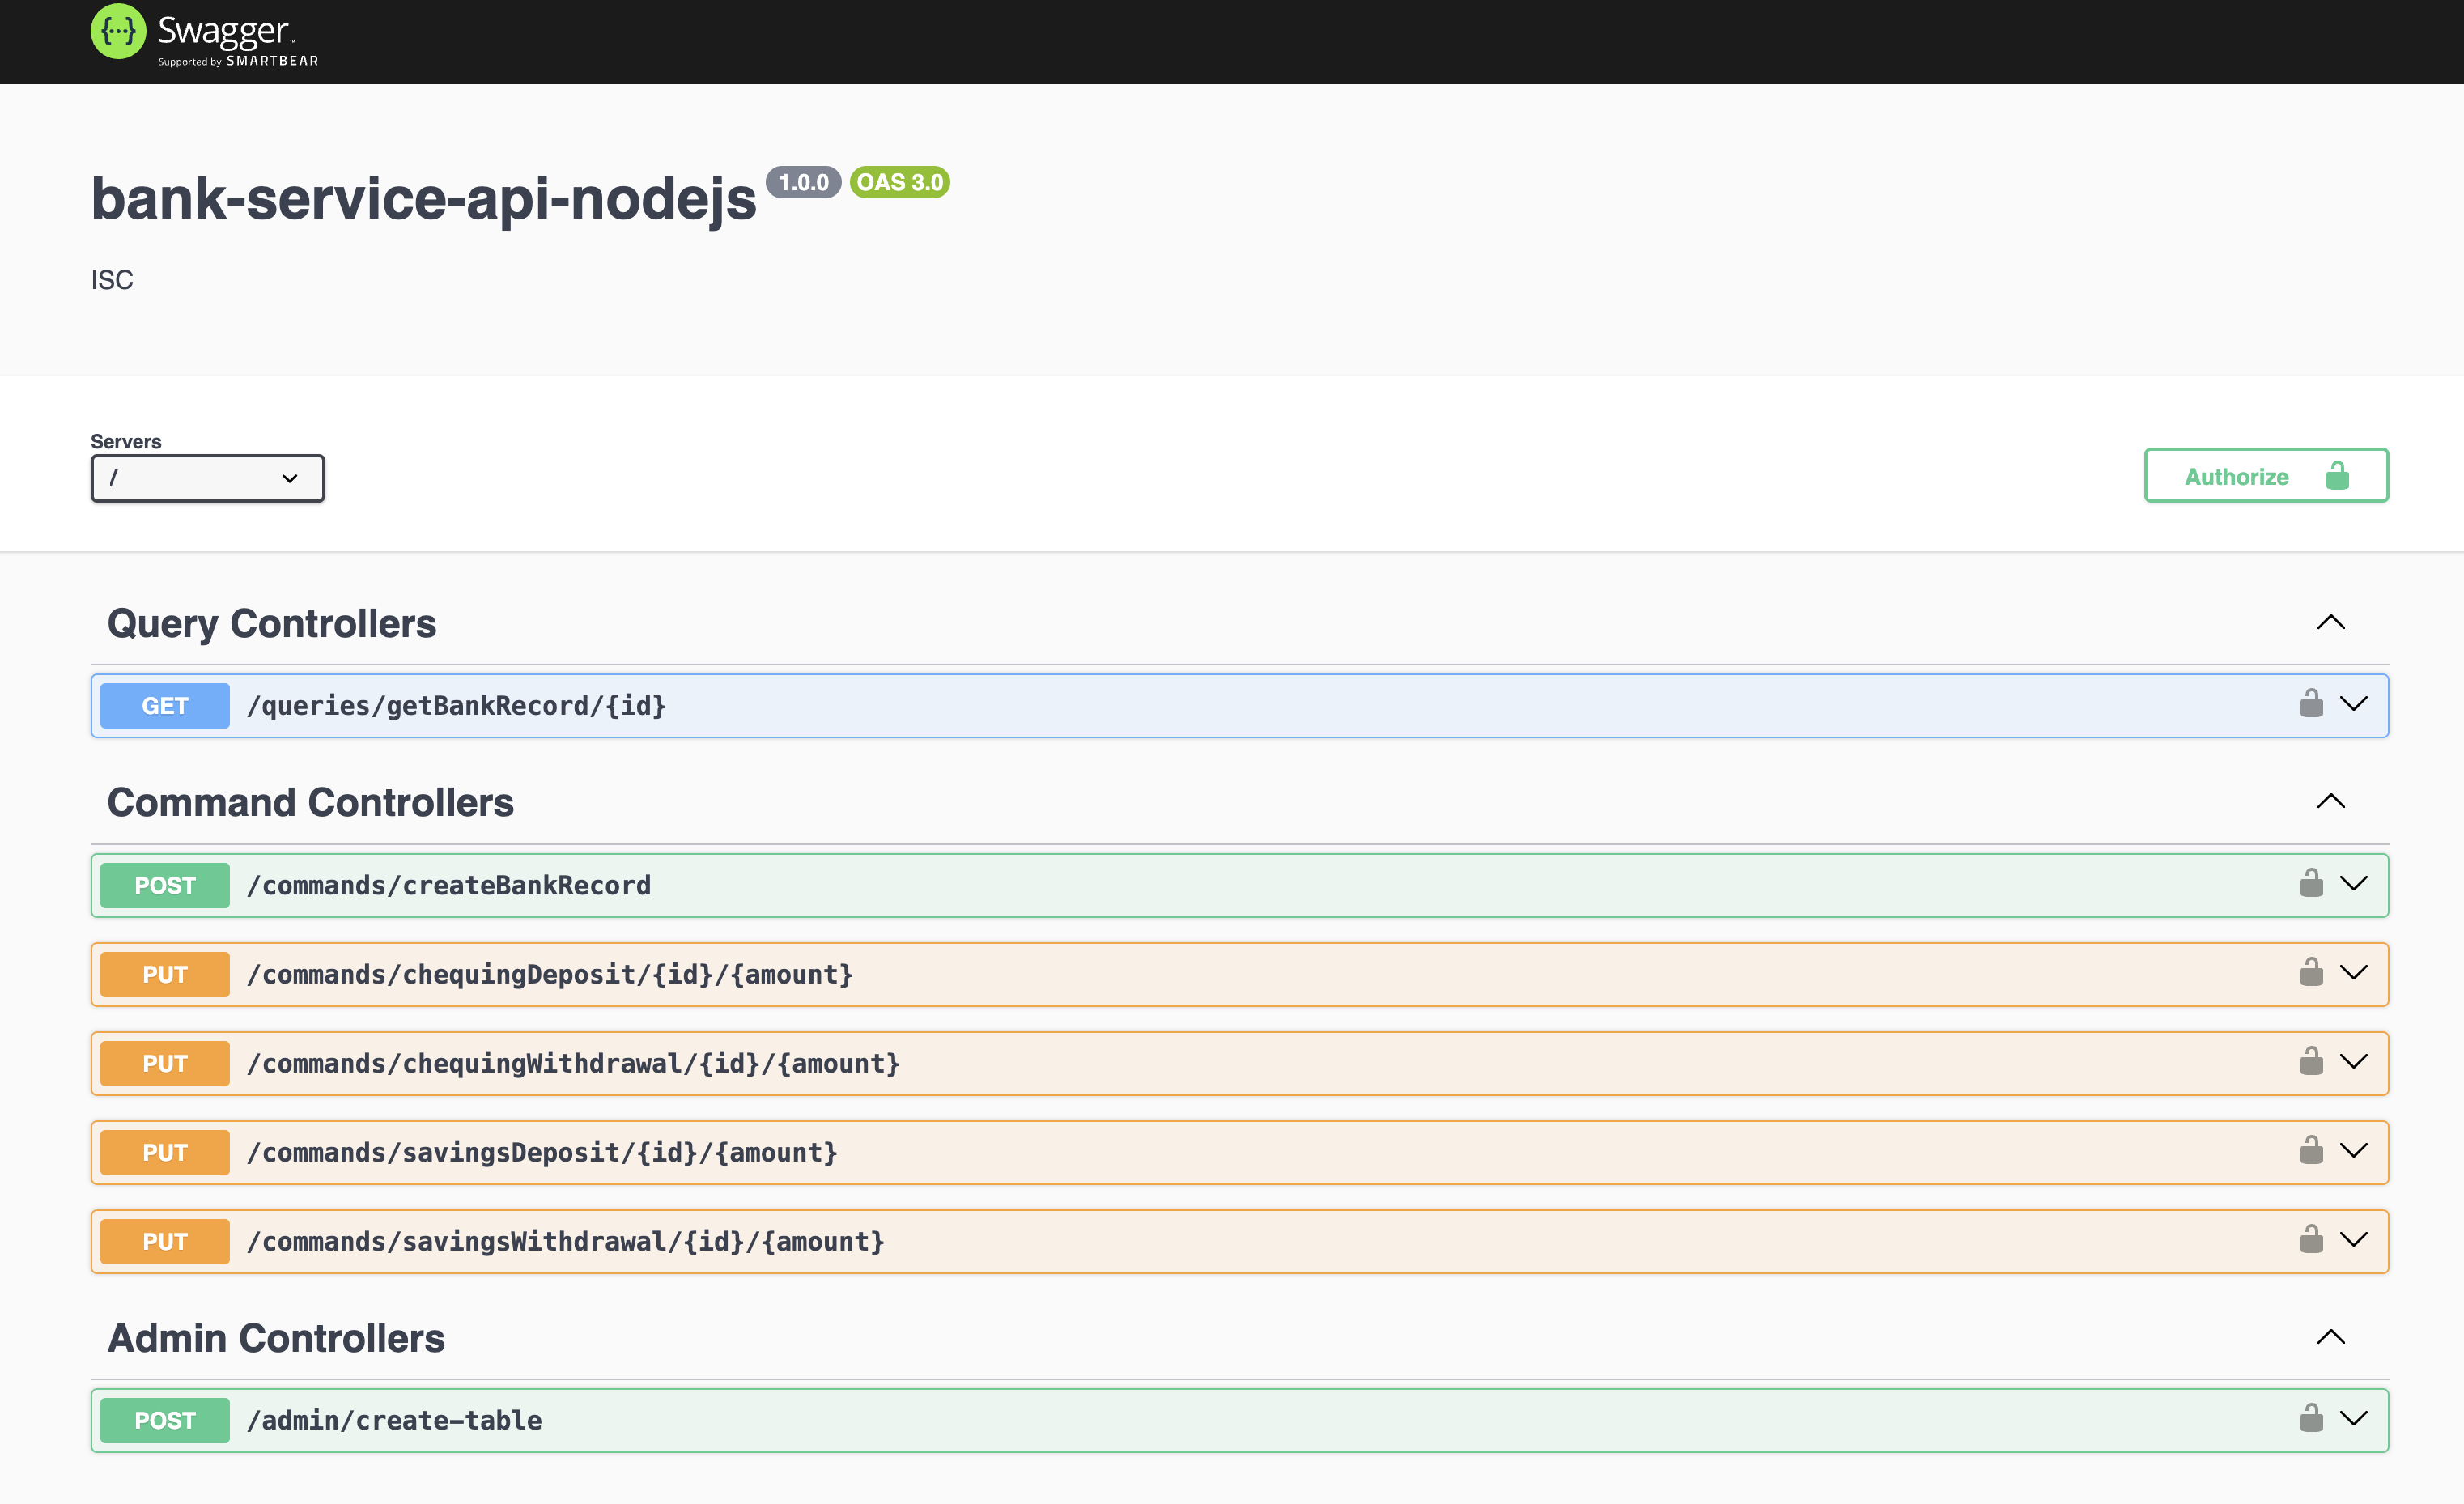 {···} Swagger™
Supported by SMARTBEAR
bank-service-api-nodejs 1.0.0 OAS 3.0
ISC
Servers
/
Authorize
Query Controllers
GET /queries/getBankRecord/{id}
Command Controllers
POST /commands/createBankRecord
PUT /commands/chequingDeposit/{id}/{amount}
PUT /commands/chequingWithdrawal/{id}/{amount}
PUT /commands/savingsDeposit/{id}/{amount}
PUT /commands/savingsWithdrawal/{id}/{amount}
Admin Controllers
POST /admin/create-table